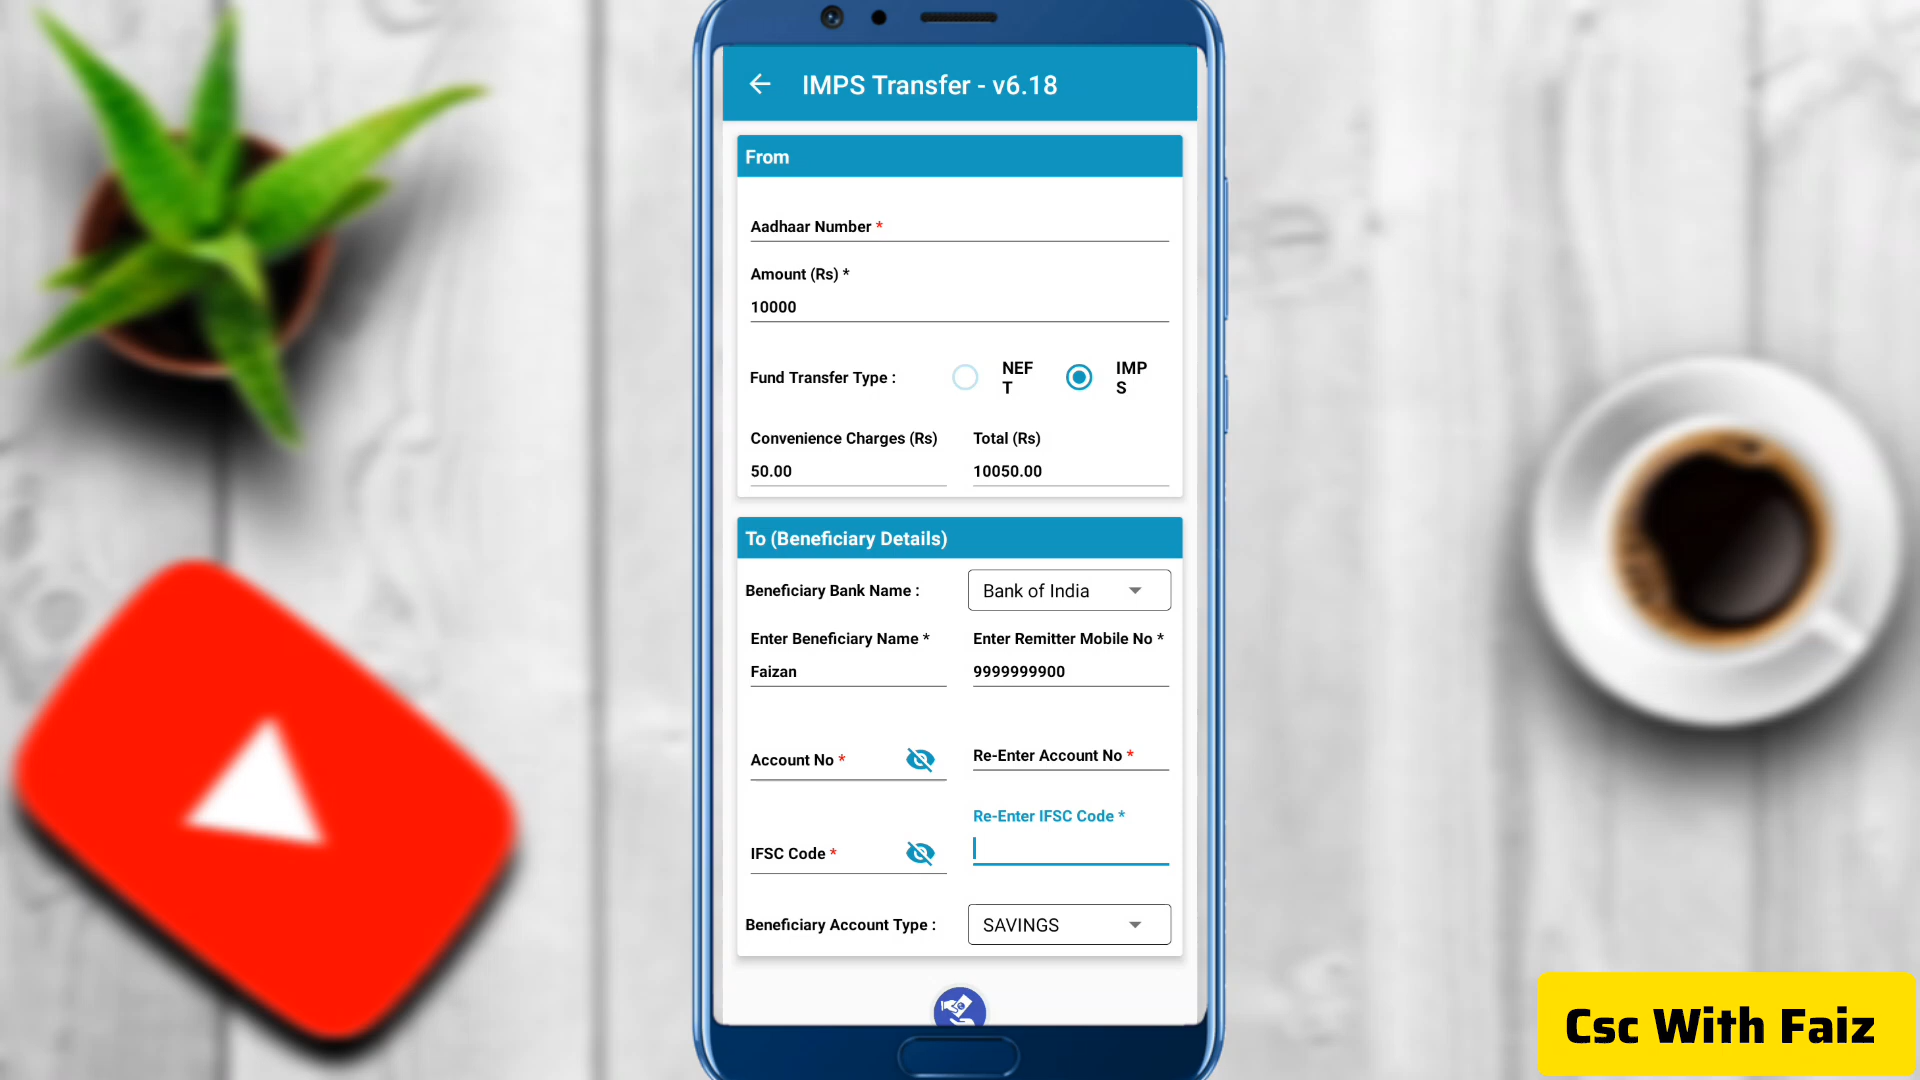 IMPS Transfer - v6.18
From
Aadhaar Number *
Amount (Rs) *
10000
Fund Transfer Type :
NEF
T
IMP
S
Convenience Charges (Rs)
Total (Rs)
50.00
10050.00
To (Beneficiary Details)
Beneficiary Bank Name :
Bank of India
Enter Beneficiary Name *
Enter Remitter Mobile No *
Faizan
9999999900
Account No *
Re-Enter Account No *
Re-Enter IFSC Code *
IFSC Code *
Beneficiary Account Type :
SAVINGS
Csc With Faiz